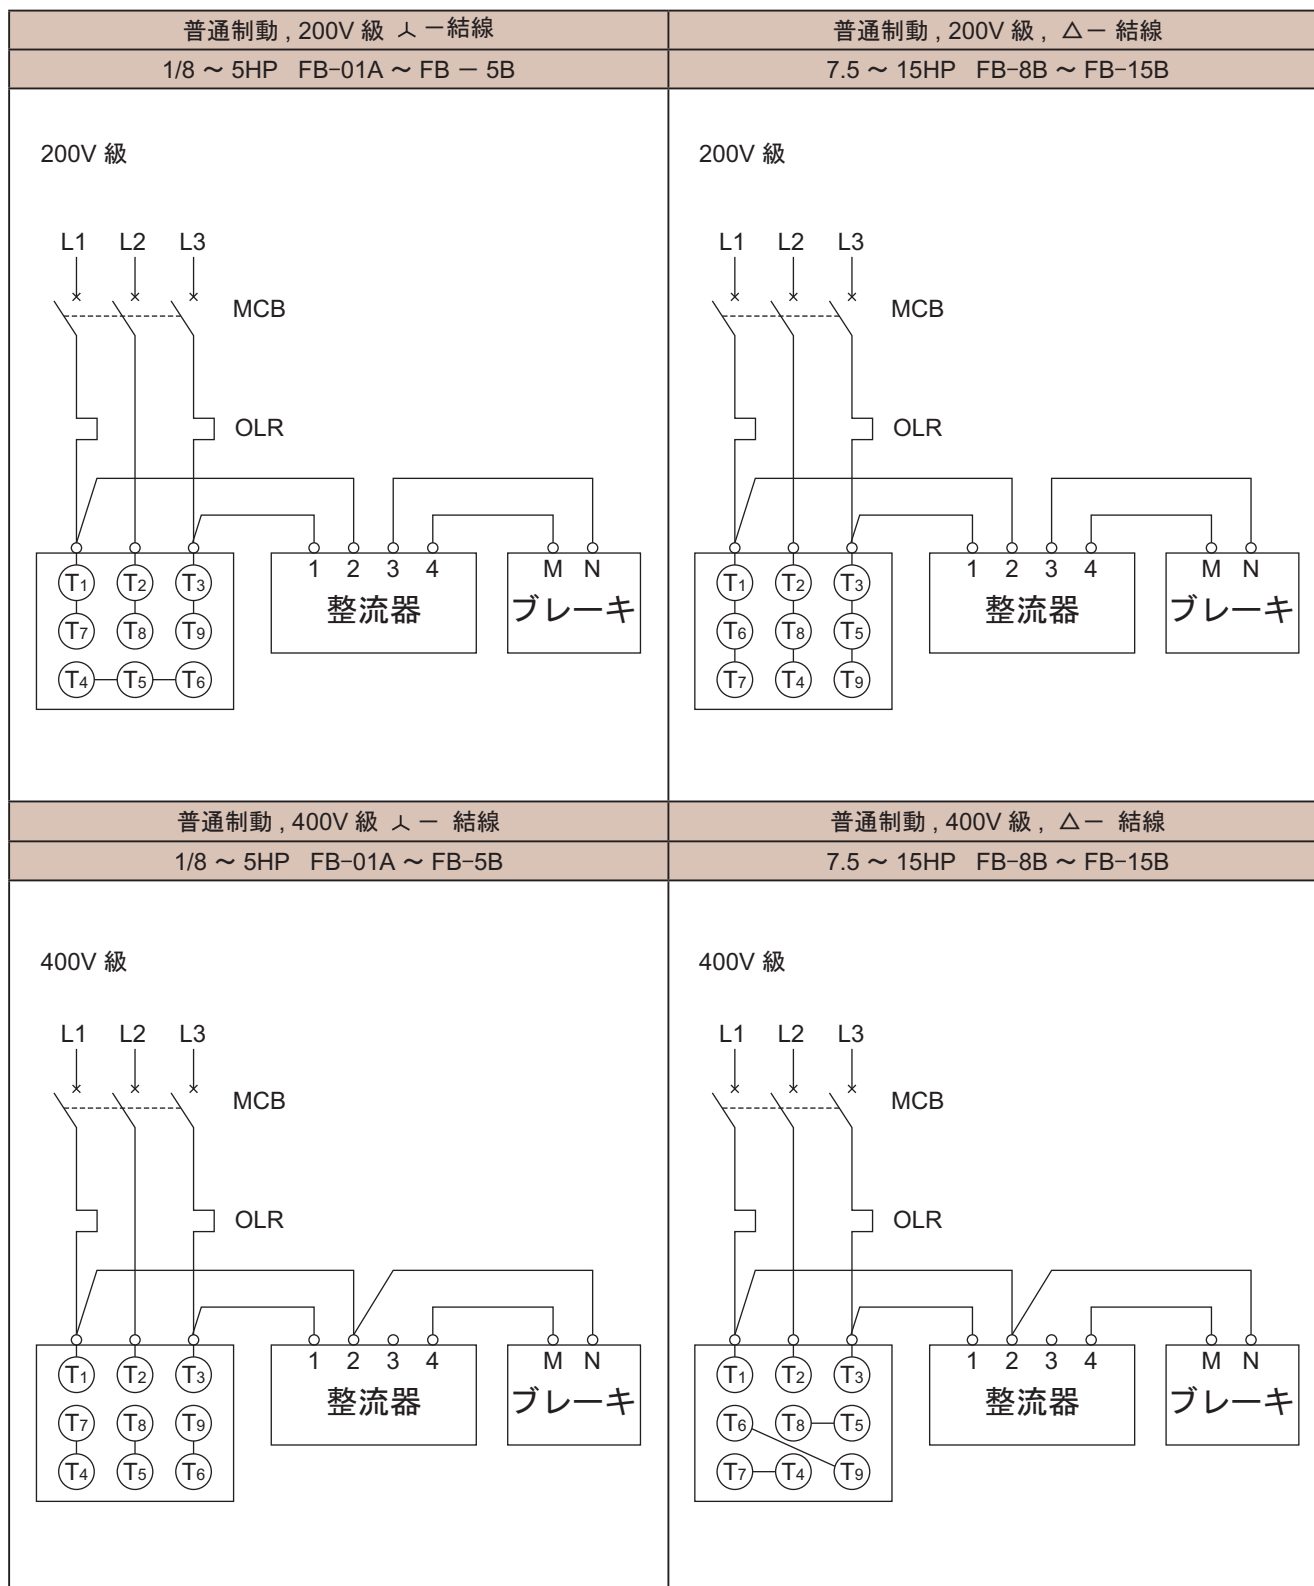 普通制動 , 200V 級 人 ー結線
1/8 ～ 5HP FB-01A ～ FB － 5B
200V 級
L1 L2 L3
MCB
OLR
1 2 3 4 M N
T1 T2 T3
整流器 ブレーキ
T7 T8 T9
T4 T5 T6
普通制動 , 200V 級 , △ー 結線
7.5 ～ 15HP FB-8B ～ FB-15B
200V 級
L1 L2 L3
MCB
OLR
1 2 3 4 M N
T1 T2 T3
整流器 ブレーキ
T6 T8 T5
T7 T4 T9
普通制動 , 400V 級 人 ー 結線
1/8 ～ 5HP FB-01A ～ FB-5B
400V 級
L1 L2 L3
MCB
OLR
1 2 3 4 M N
T1 T2 T3
整流器 ブレーキ
T7 T8 T9
T4 T5 T6
普通制動 , 400V 級 , △ー 結線
7.5 ～ 15HP FB-8B ～ FB-15B
400V 級
L1 L2 L3
MCB
OLR
1 2 3 4 M N
T1 T2 T3
整流器 ブレーキ
T6 T8 T5
T7 T4 T9